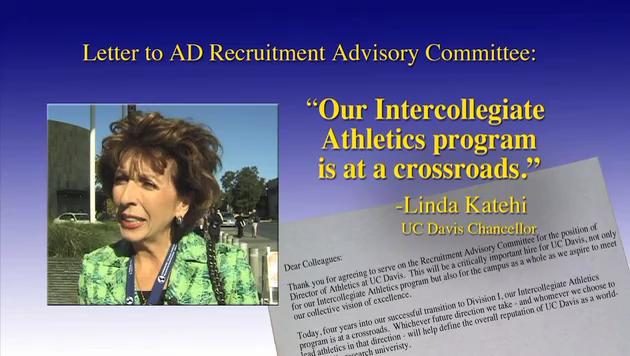 Letter to AD Recruitment Advisory Committee:
“Our Intercollegiate
Athletics program
is at a crossroads.”
-Linda Katehi
UC Davis Chancellor
Dear Colleagues:
Thank you for agreeing to serve on the Recruitment Advisory Committee for the position of
Director of Athletics at UC Davis. This will be a critically important hire for UC Davis, not only
for our Intercollegiate Athletics program but also for the campus as a whole as we aspire to meet
our collective vision of excellence.
Today, four years into our successful transition to Division I, our Intercollegiate Athletics
program is at a crossroads. Whichever future direction we take - and whomever we choose to
lead athletics in that direction - will help define the overall reputation of UC Davis as a world-
research univeristy.